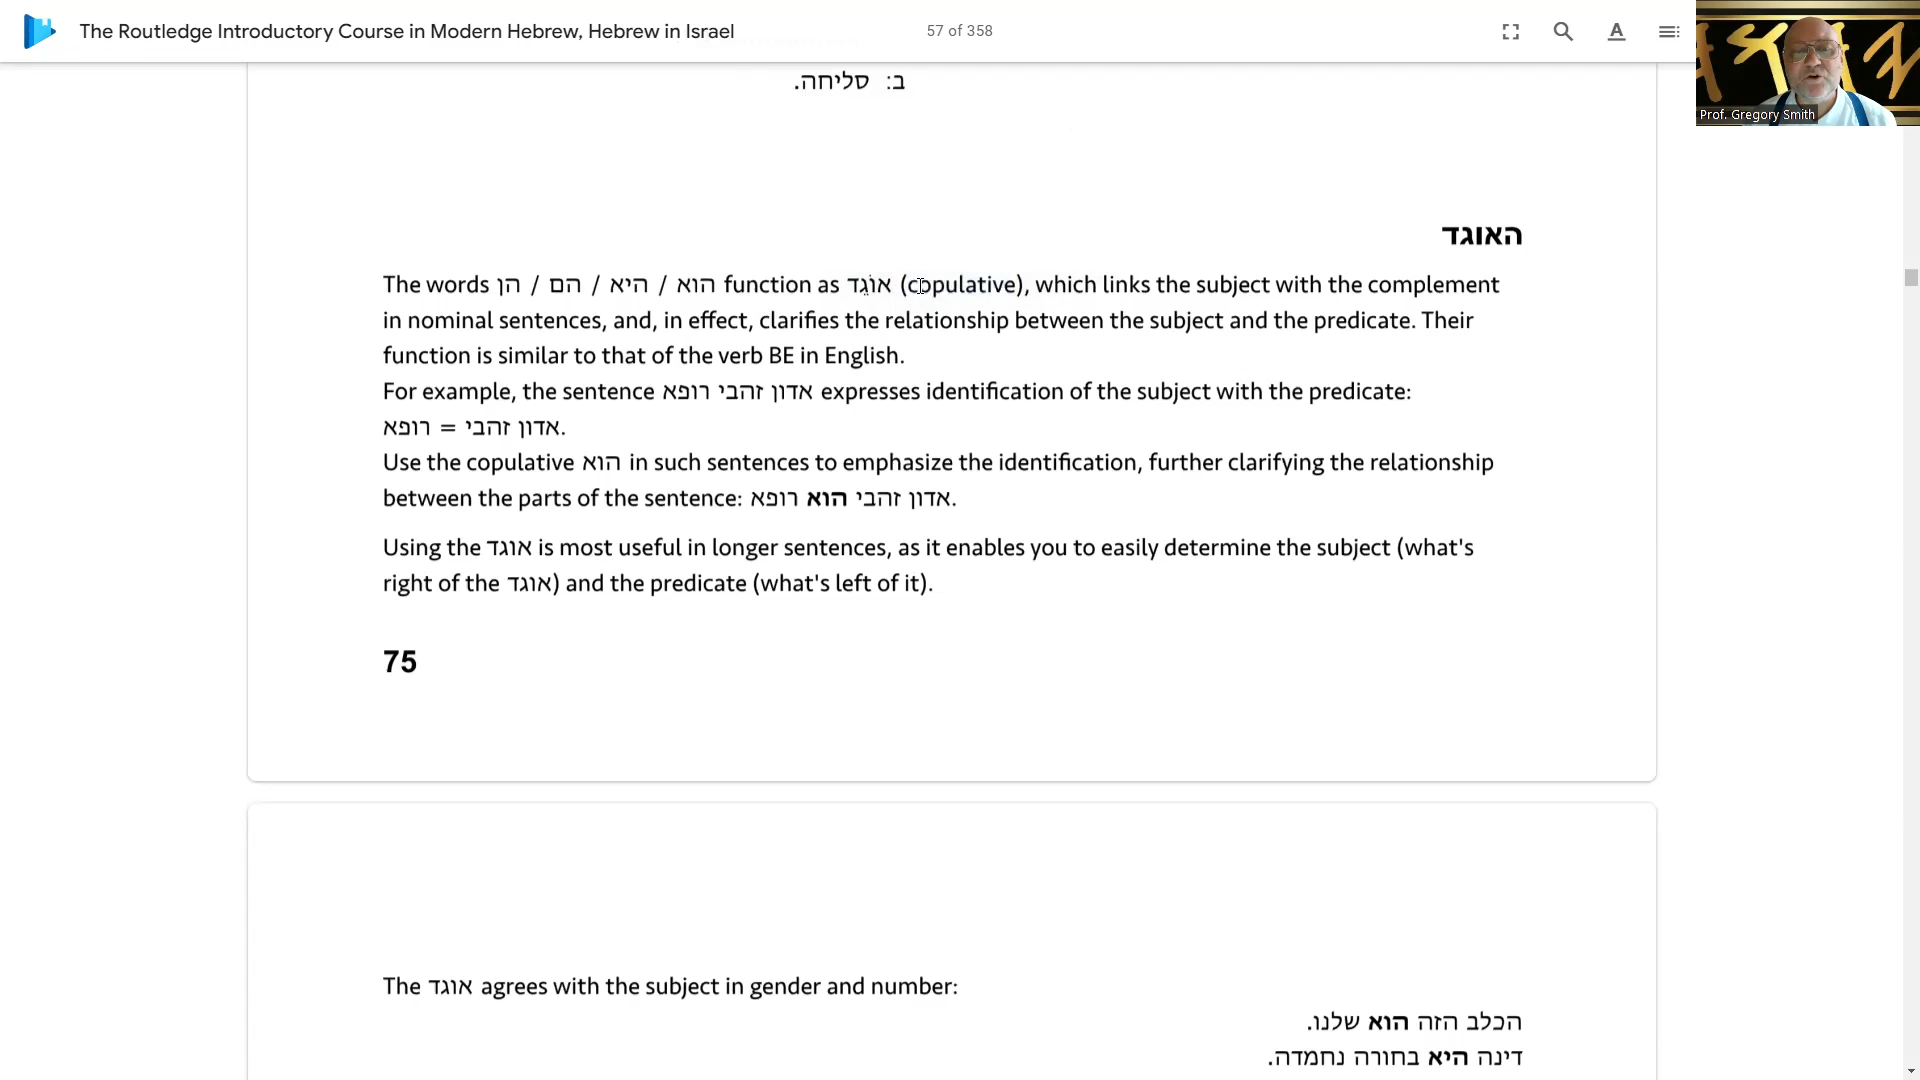 The Routledge Introductory Course in Modern Hebrew, Hebrew in Israel
57 of 358
Prof. Gregory Smith
ב: סליחה.
האוגד
The words הוא / היא / הם / הן function as אוֹגֵד (copulative), which links the subject with the complement
in nominal sentences, and, in effect, clarifies the relationship between the subject and the predicate. Their
function is similar to that of the verb BE in English.
For example, the sentence אדון זהבי רופא expresses identification of the subject with the predicate:
אדון זהבי = רופא.
Use the copulative הוא in such sentences to emphasize the identification, further clarifying the relationship
between the parts of the sentence: אדון זהבי הוא רופא.
Using the אוגד is most useful in longer sentences, as it enables you to easily determine the subject (what's
right of the אוגד) and the predicate (what's left of it).
75
The אוגד agrees with the subject in gender and number:
הכלב הזה הוא שלנו.
דינה היא בחורה נחמדה.